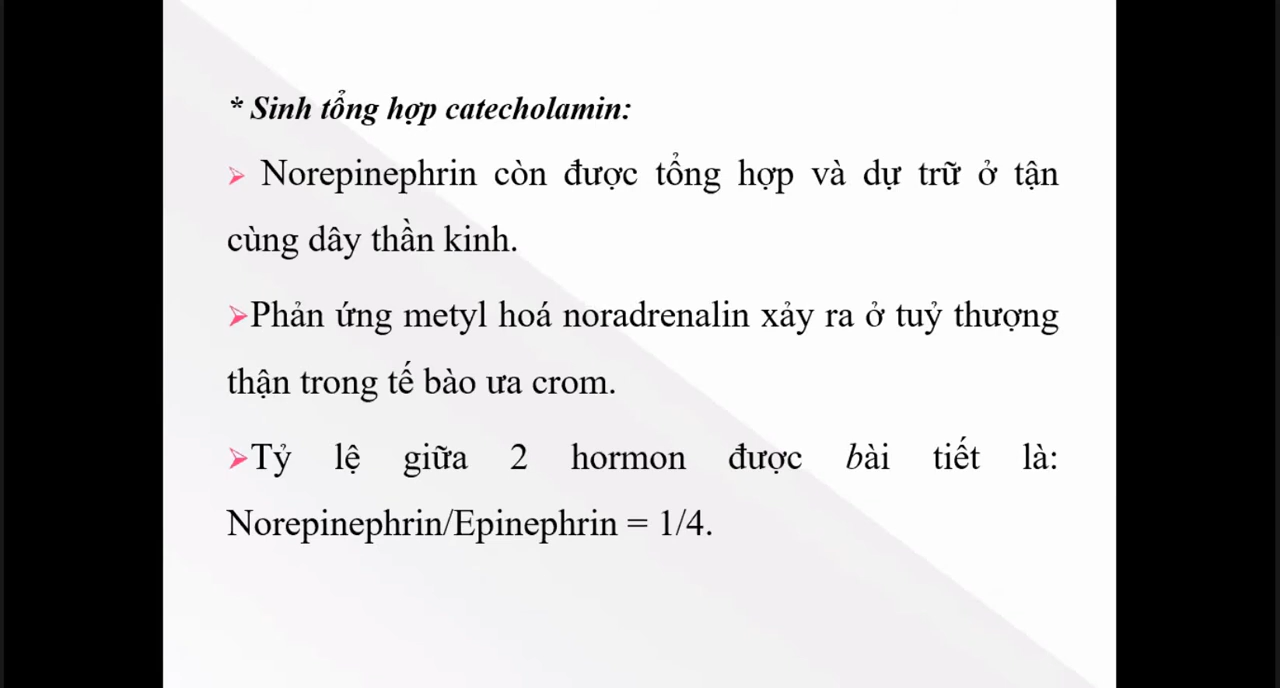 * Sinh tổng hợp catecholamin:
➢ Norepinephrin còn được tổng hợp và dự trữ ở tận
cùng dây thần kinh.
➢Phản ứng metyl hoá noradrenalin xảy ra ở tuỷ thượng
thận trong tế bào ưa crom.
➢Tỷ lệ giữa 2 hormon được bài tiết là:
Norepinephrin/Epinephrin = 1/4.